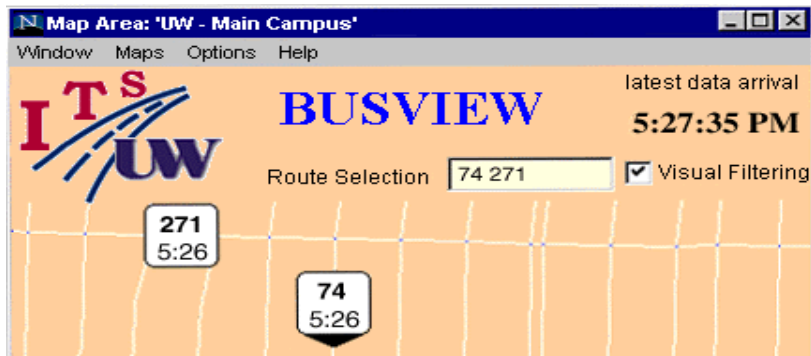 Map Area: 'UW - Main Campus'
Window Maps Options Help
ITS
UW
BUSVIEW
latest data arrival
5:27:35 PM
Route Selection 74 271 Visual Filtering
271
5:26
74
5:26